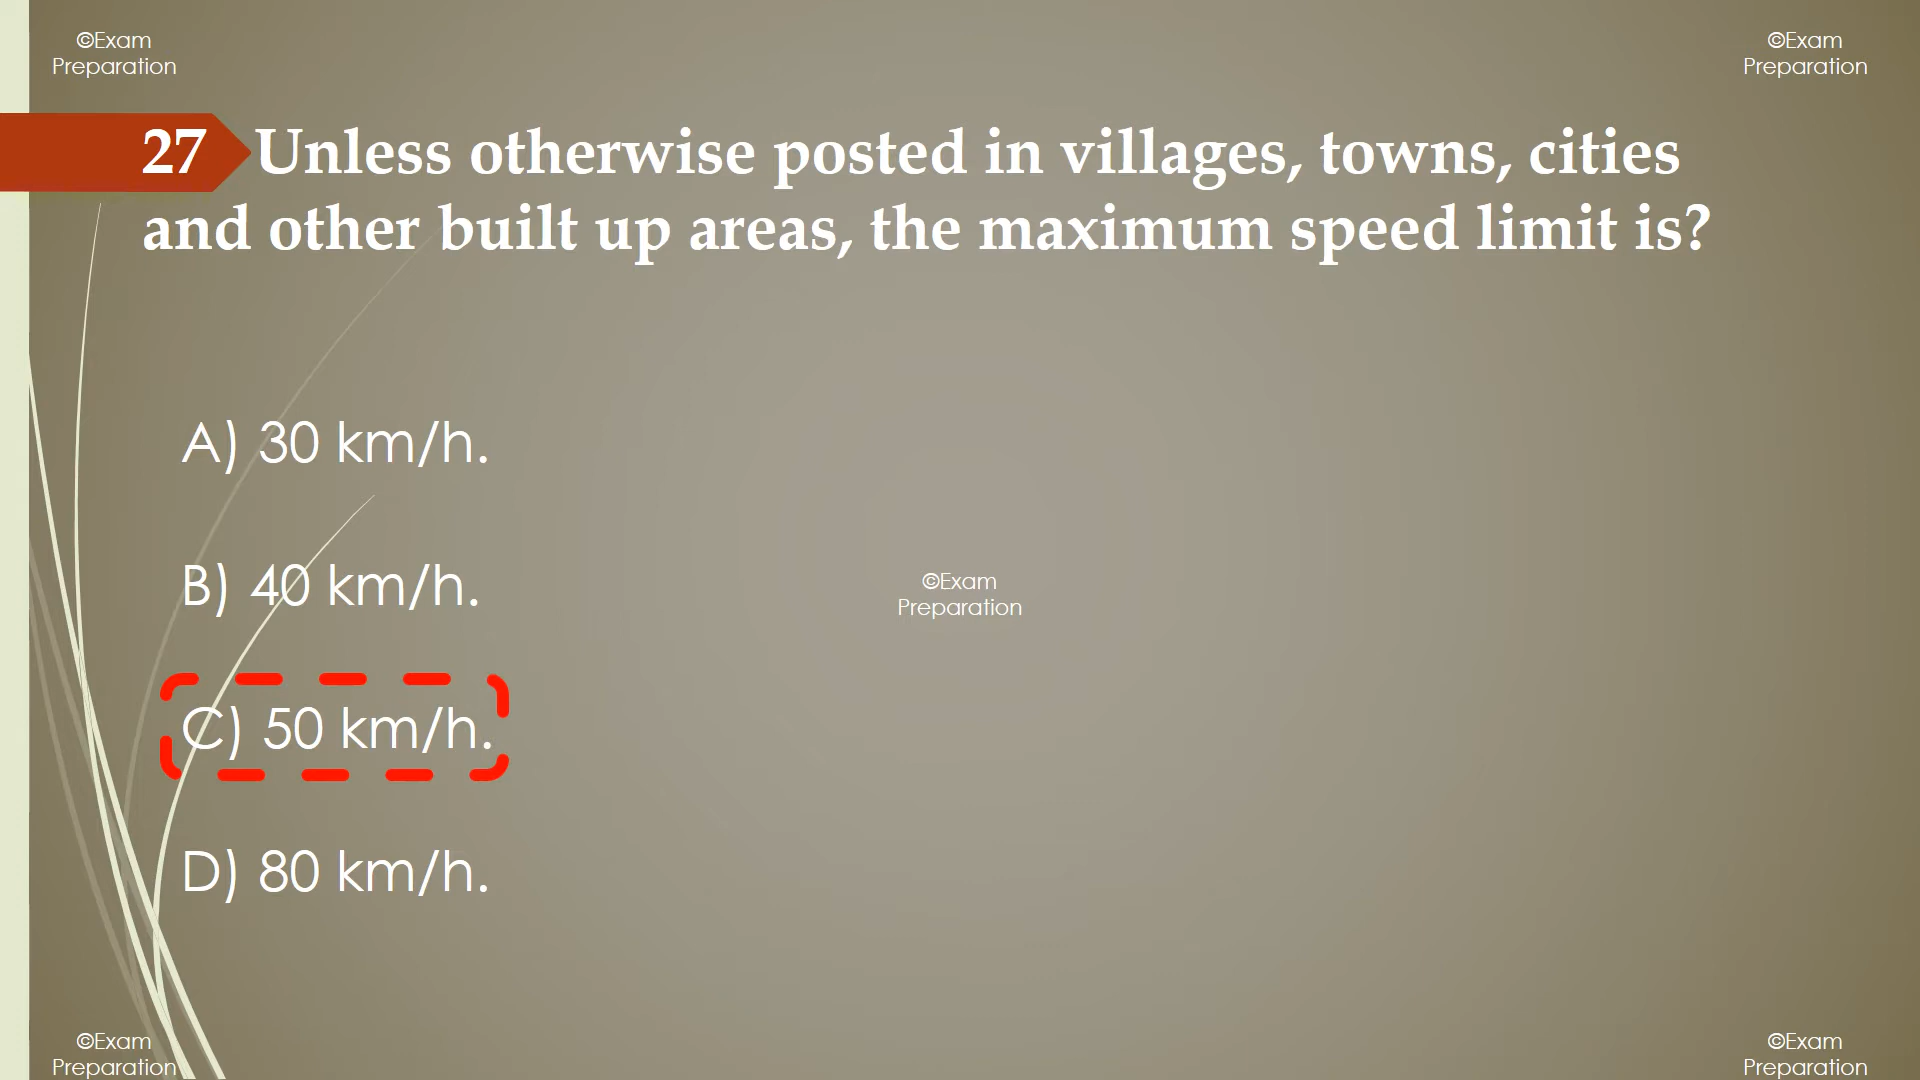 ©Exam
Preparation
©Exam
Preparation
27 Unless otherwise posted in villages, towns, cities
and other built up areas, the maximum speed limit is?
A) 30 km/h.
B) 40 km/h.
©Exam
Preparation
C) 50 km/h.
D) 80 km/h.
©Exam
Preparation
©Exam
Preparation